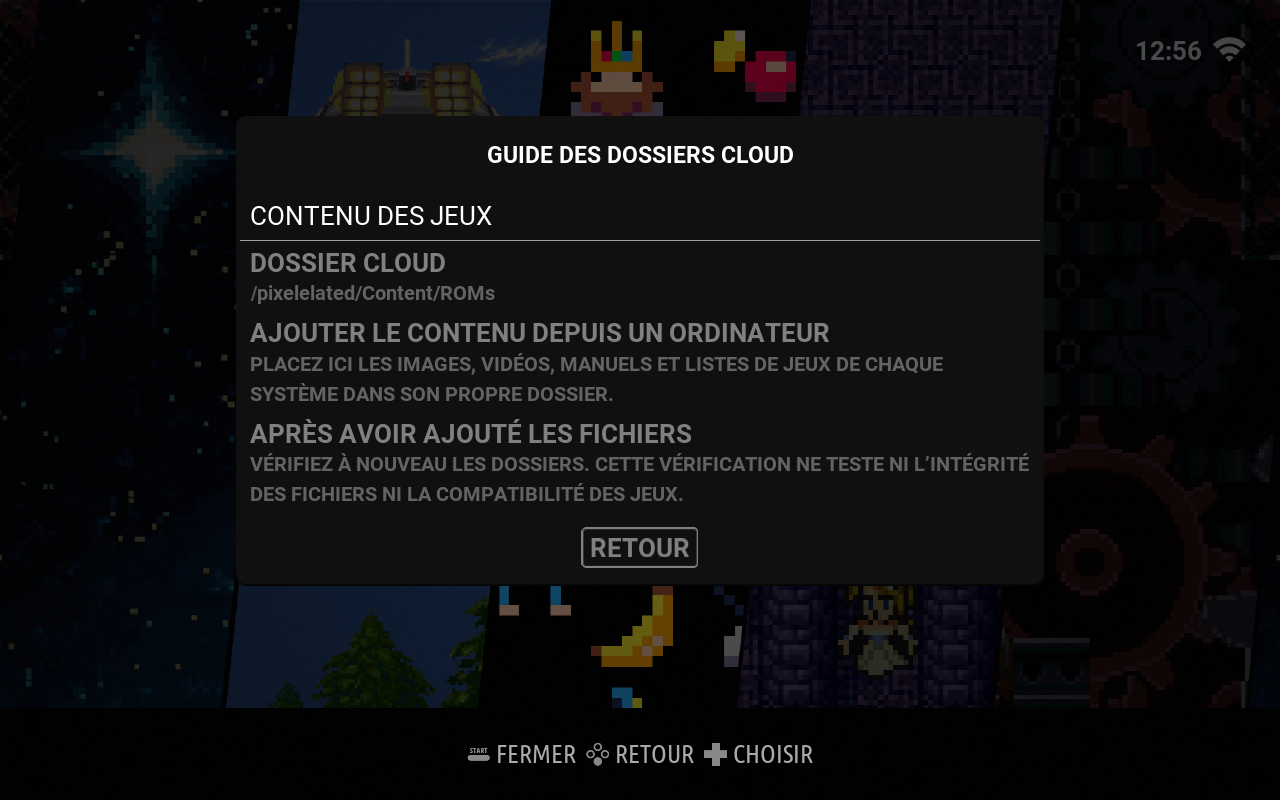 12:56
GUIDE DES DOSSIERS CLOUD
CONTENU DES JEUX
DOSSIER CLOUD
/pixelelated/Content/ROMs
AJOUTER LE CONTENU DEPUIS UN ORDINATEUR
PLACEZ ICI LES IMAGES, VIDÉOS, MANUELS ET LISTES DE JEUX DE CHAQUE
SYSTÈME DANS SON PROPRE DOSSIER.
APRÈS AVOIR AJOUTÉ LES FICHIERS
VÉRIFIEZ À NOUVEAU LES DOSSIERS. CETTE VÉRIFICATION NE TESTE NI L’INTÉGRITÉ
DES FICHIERS NI LA COMPATIBILITÉ DES JEUX.
RETOUR
START FERMER RETOUR CHOISIR